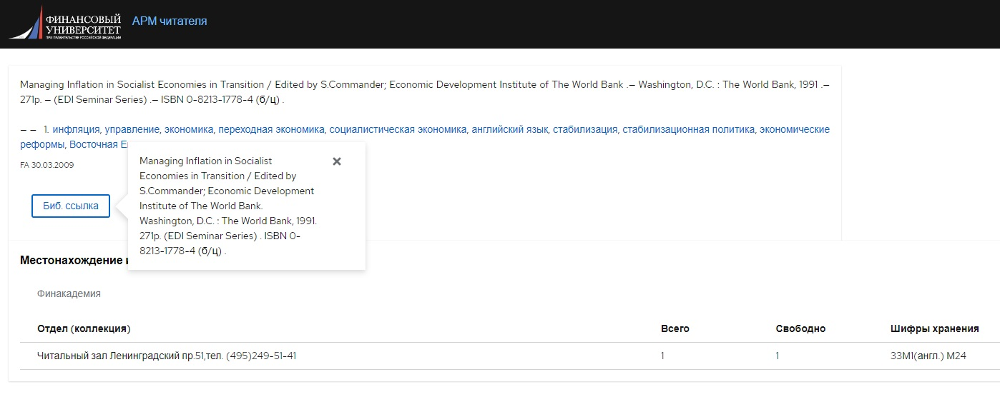 ФИНАНСОВЫЙ
УНИВЕРСИТЕТ
ПРИ ПРАВИТЕЛЬСТВЕ РОССИЙСКОЙ ФЕДЕРАЦИИ
АРМ читателя
Managing Inflation in Socialist Economies in Transition / Edited by S.Commander; Economic Development Institute of The World Bank .— Washington, D.C. : The World Bank, 1991 .—
271p. — (EDI Seminar Series) .— ISBN 0-8213-1778-4 (б/ц) .
— — 1. инфляция, управление, экономика, переходная экономика, социалистическая экономика, английский язык, стабилизация, стабилизационная политика, экономические
реформы, Восточная
FA 30.03.2009
Биб. ссылка
Managing Inflation in Socialist
Economies in Transition / Edited by
S.Commander; Economic Development
Institute of The World Bank.
Washington, D.C. : The World Bank, 1991.
271p. (EDI Seminar Series) . ISBN 0-
8213-1778-4 (б/ц) .
Местонахождение
Финакадемия
Отдел (коллекция) Всего Свободно Шифры хранения
Читальный зал Ленинградский пр.51,тел. (495)249-51-41 1 1 33М1(англ.) M24